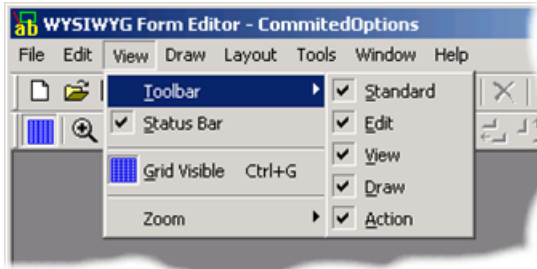 ab WYSIWYG Form Editor - CommitedOptions
File Edit View Draw Layout Tools Window Help
Toolbar
Standard
Status Bar
Edit
View
Grid Visible Ctrl+G
Draw
Zoom
Action